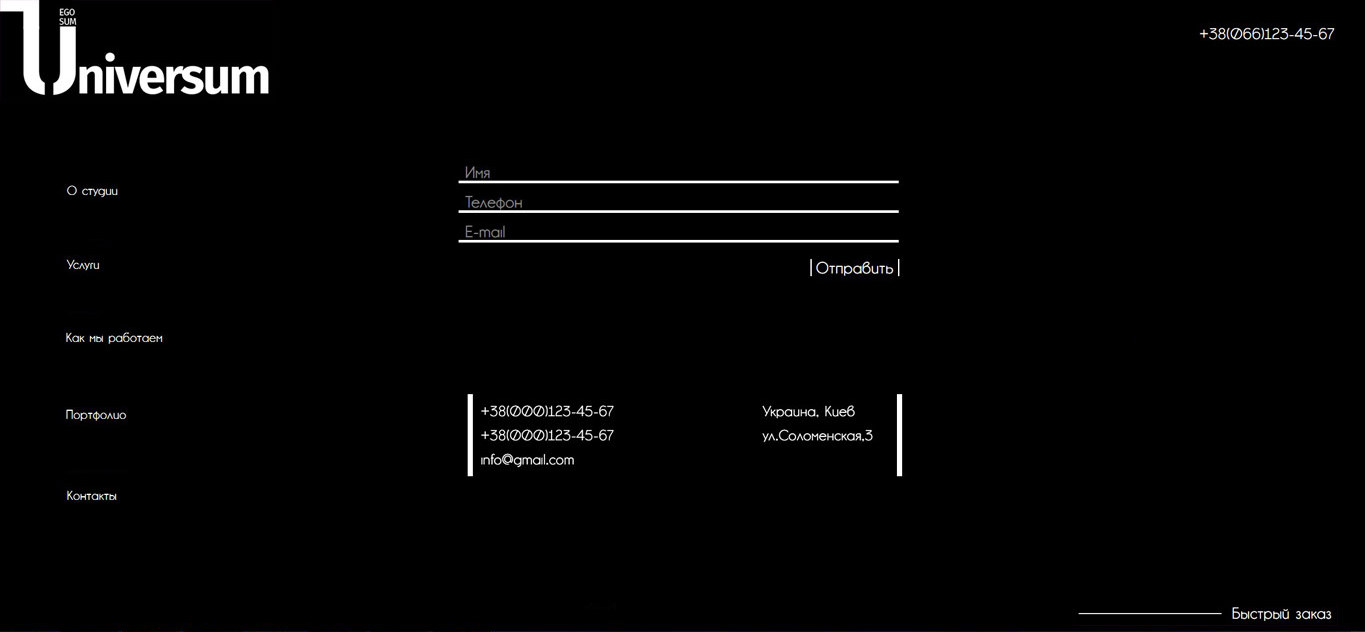 EGO
SUM
Universum
+38(066)123-45-67
О студии
Услуги
Как мы работаем
Портфолио
Контакты
Имя
Телефон
E-mail
Отправить
+38(000)123-45-67
+38(000)123-45-67
info@gmail.com
Украина, Киев
ул.Соломенская,3
Быстрый заказ